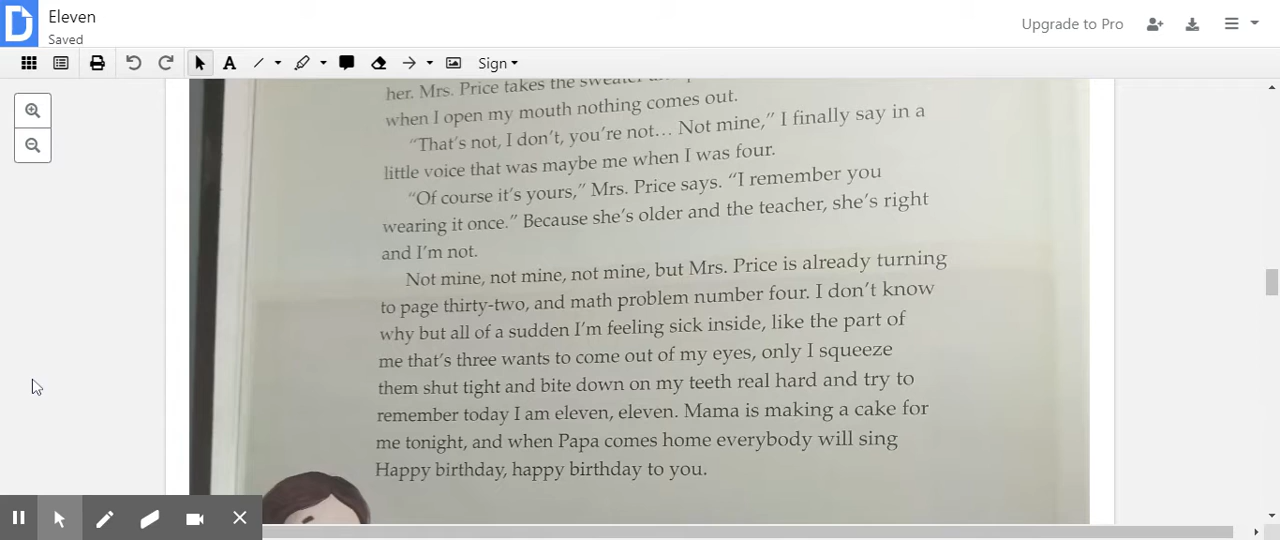 Eleven
Saved
Upgrade to Pro
A
Sign
her. Mrs. Price takes the sweater
when I open my mouth nothing comes out.
“That's not, I don't, you're not… Not mine,” I finally say in a
little voice that was maybe me when I was four.
“Of course it's yours,” Mrs. Price says. “I remember you
wearing it once.” Because she's older and the teacher, she's right
and I'm not.
Not mine, not mine, not mine, but Mrs. Price is already turning
to page thirty-two, and math problem number four. I don't know
why but all of a sudden I'm feeling sick inside, like the part of
me that's three wants to come out of my eyes, only I squeeze
them shut tight and bite down on my teeth real hard and try to
remember today I am eleven, eleven. Mama is making a cake for
me tonight, and when Papa comes home everybody will sing
Happy birthday, happy birthday to you.